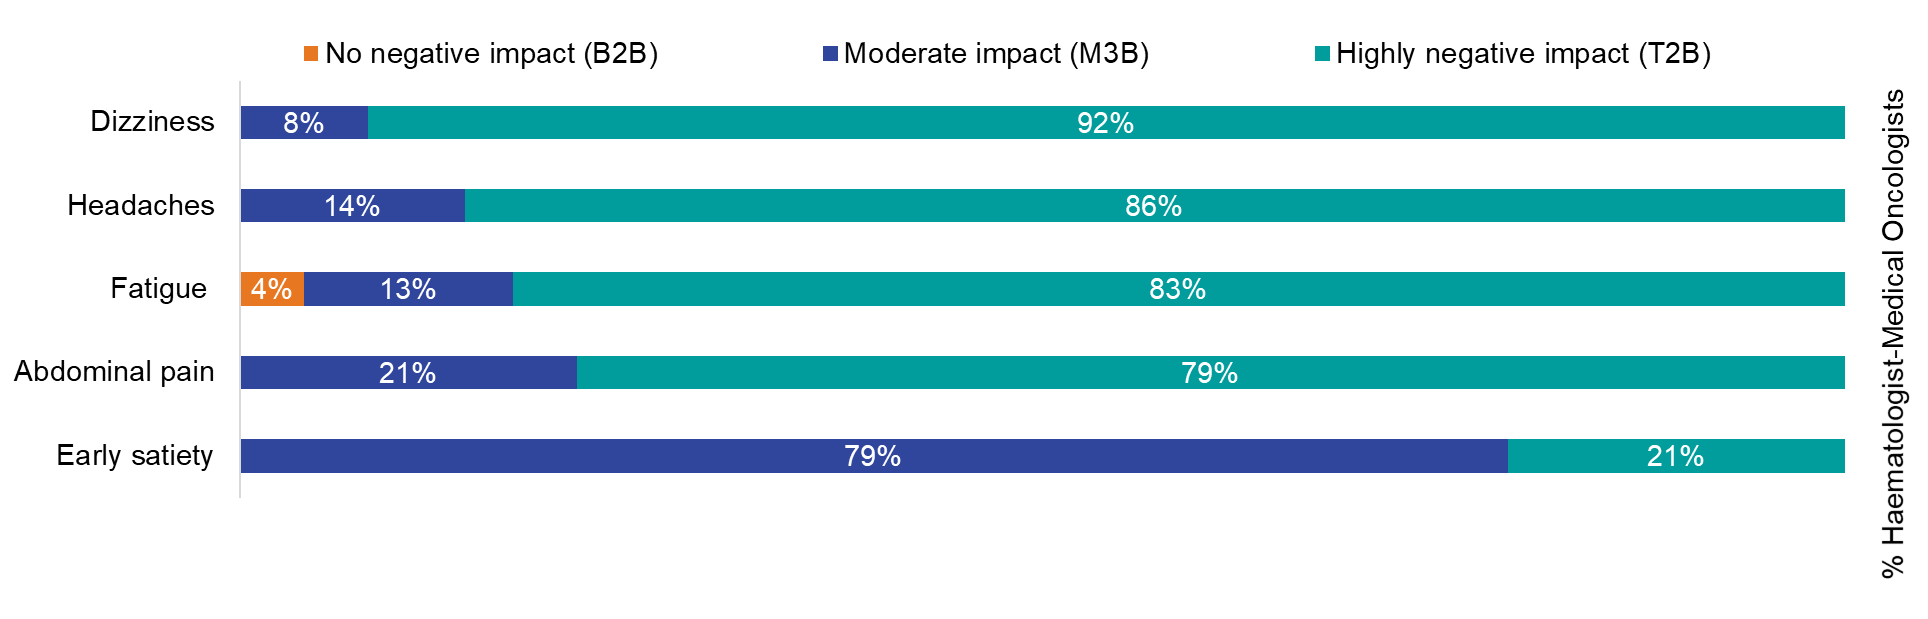 No negative impact (B2B) Moderate impact (M3B) Highly negative impact (T2B)
Dizziness 8% 92%
Headaches 14% 86%
Fatigue 4% 13% 83%
Abdominal pain 21% 79%
Early satiety 79% 21%
% Haematologist-Medical Oncologists